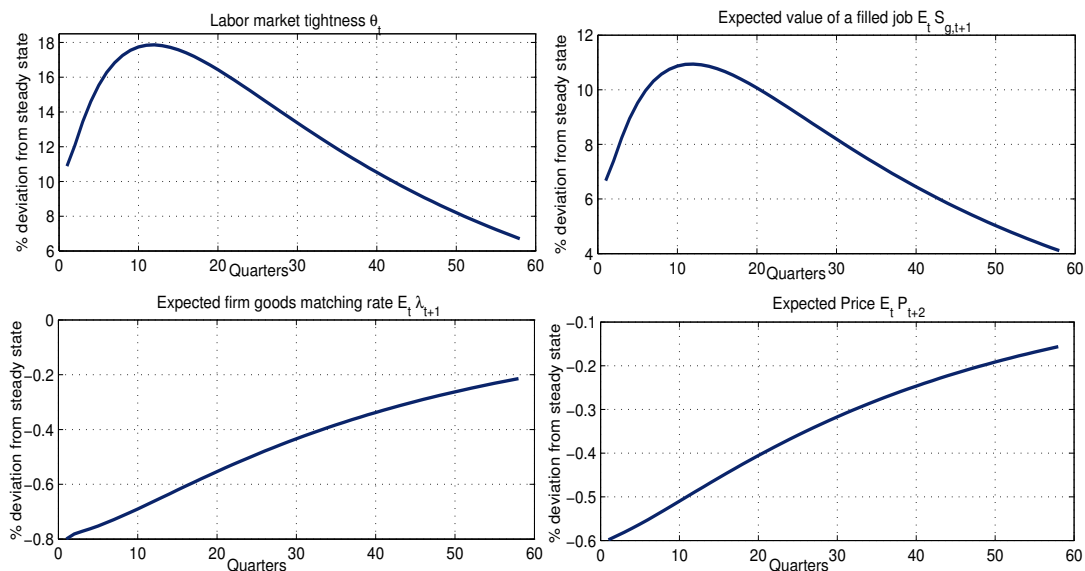 Labor market tightness θt
% deviation from steady state
18
16
14
12
10
8
6
0 10 20 30 40 50 60
Quarters
Expected value of a filled job Et Sg,t+1
% deviation from steady state
12
10
8
6
4
0 10 20 30 40 50 60
Quarters
Expected firm goods matching rate Et λt+1
% deviation from steady state
0
−0.2
−0.4
−0.6
−0.8
0 10 20 30 40 50 60
Quarters
Expected Price Et Pt+2
% deviation from steady state
−0.1
−0.2
−0.3
−0.4
−0.5
−0.6
0 10 20 30 40 50 60
Quarters